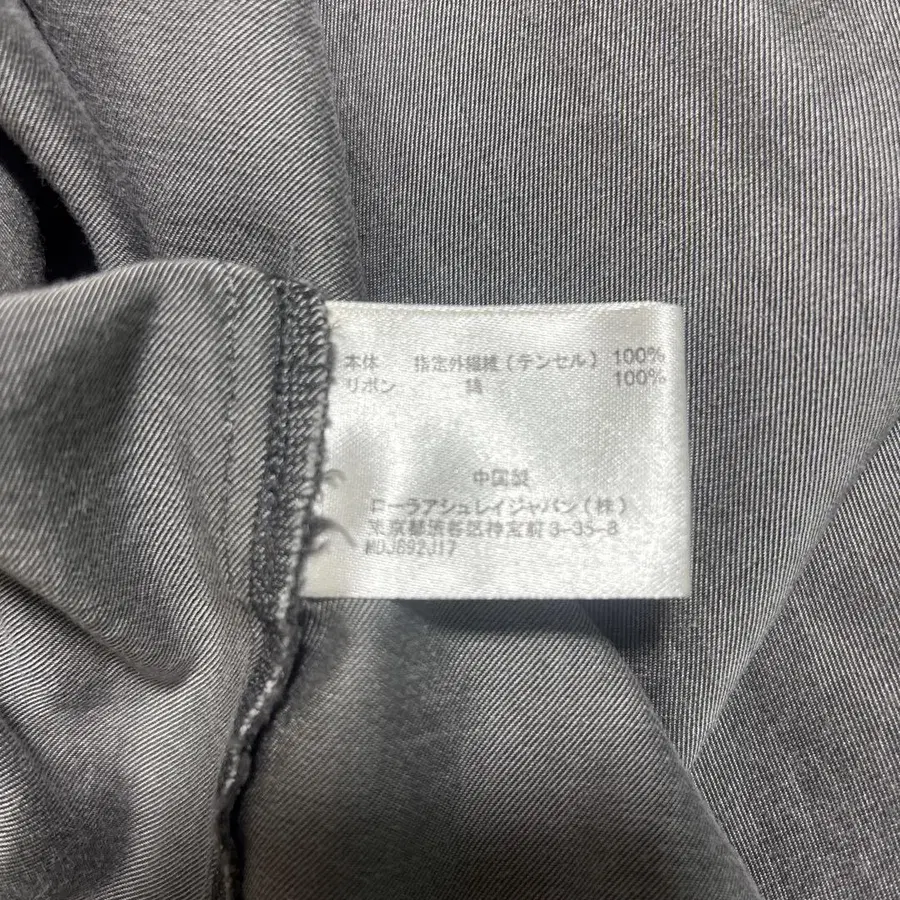 本体 指定外繊維(テンセル) 100%
リボン 綿 100%
中国製
ローラアシュレイジャパン(株)
東京都渋谷区神宮前3-35-8